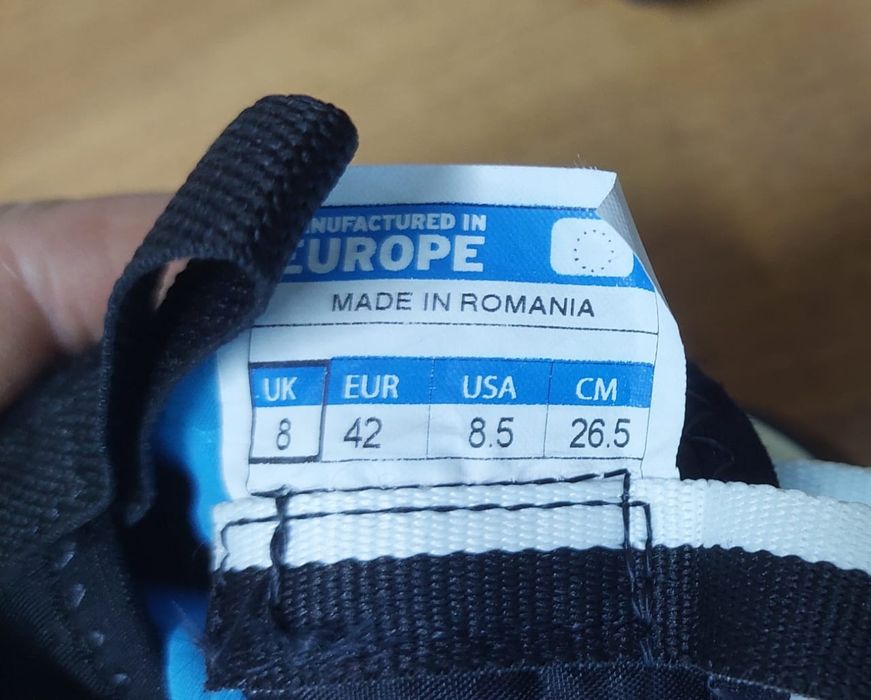 NUFACTURED IN
EUROPE
MADE IN ROMANIA
UK EUR USA CM
8 42 8.5 26.5